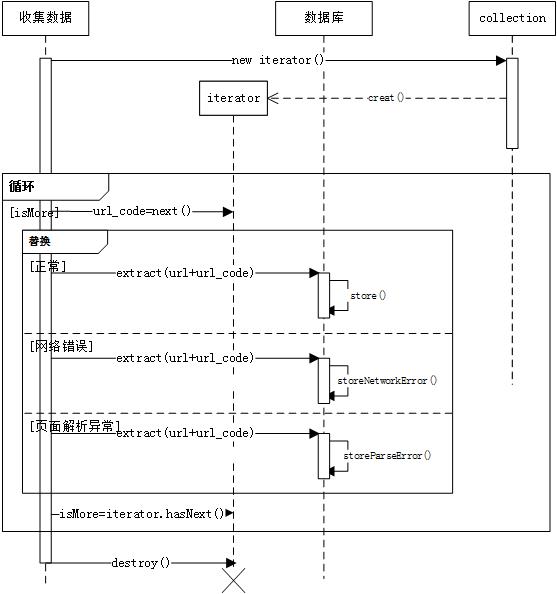 收集数据
数据库
collection
new iterator()
iterator
creat()
循环
[isMore]
url_code=next()
替换
[正常]
extract(url+url_code)
store()
[网络错误]
extract(url+url_code)
storeNetworkError()
[页面解析异常]
extract(url+url_code)
storeParseError()
isMore=iterator.hasNext()
destroy()